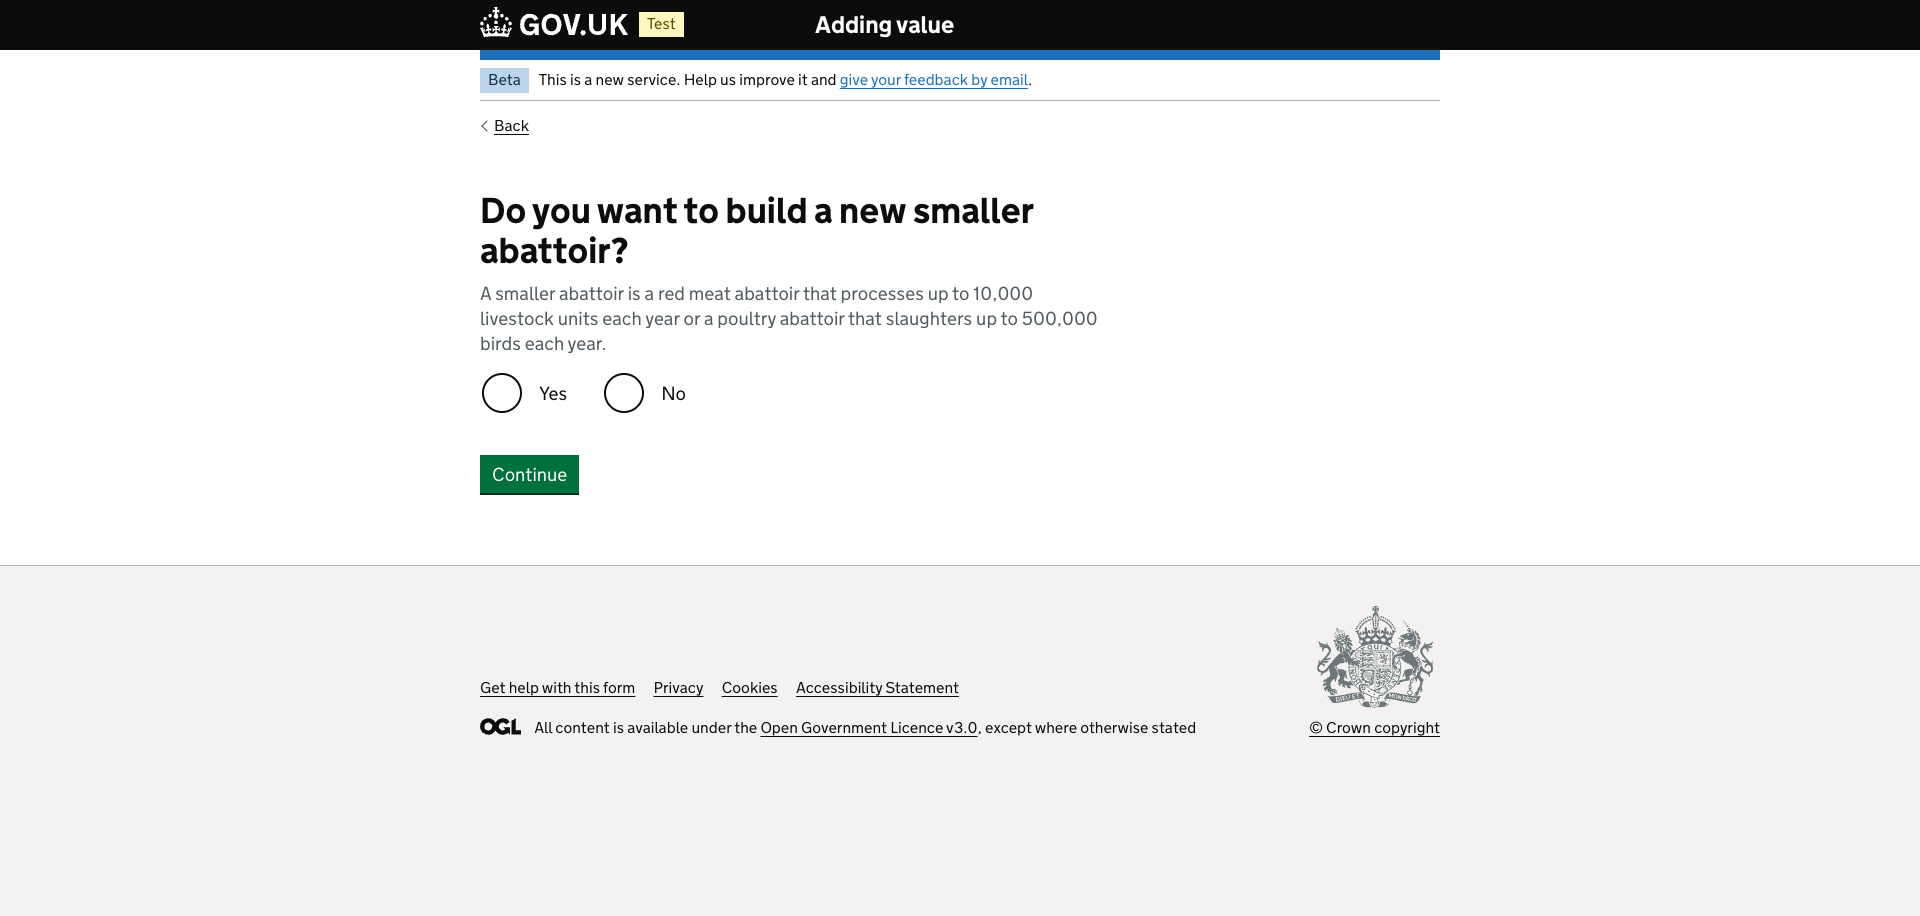 GOV.UK Test Adding value
Beta This is a new service. Help us improve it and give your feedback by email.
Back
Do you want to build a new smaller
abattoir?
A smaller abattoir is a red meat abattoir that processes up to 10,000
livestock units each year or a poultry abattoir that slaughters up to 500,000
birds each year.
Yes No
Continue
Get help with this form Privacy Cookies Accessibility Statement
OGL All content is available under the Open Government Licence v3.0, except where otherwise stated
© Crown copyright